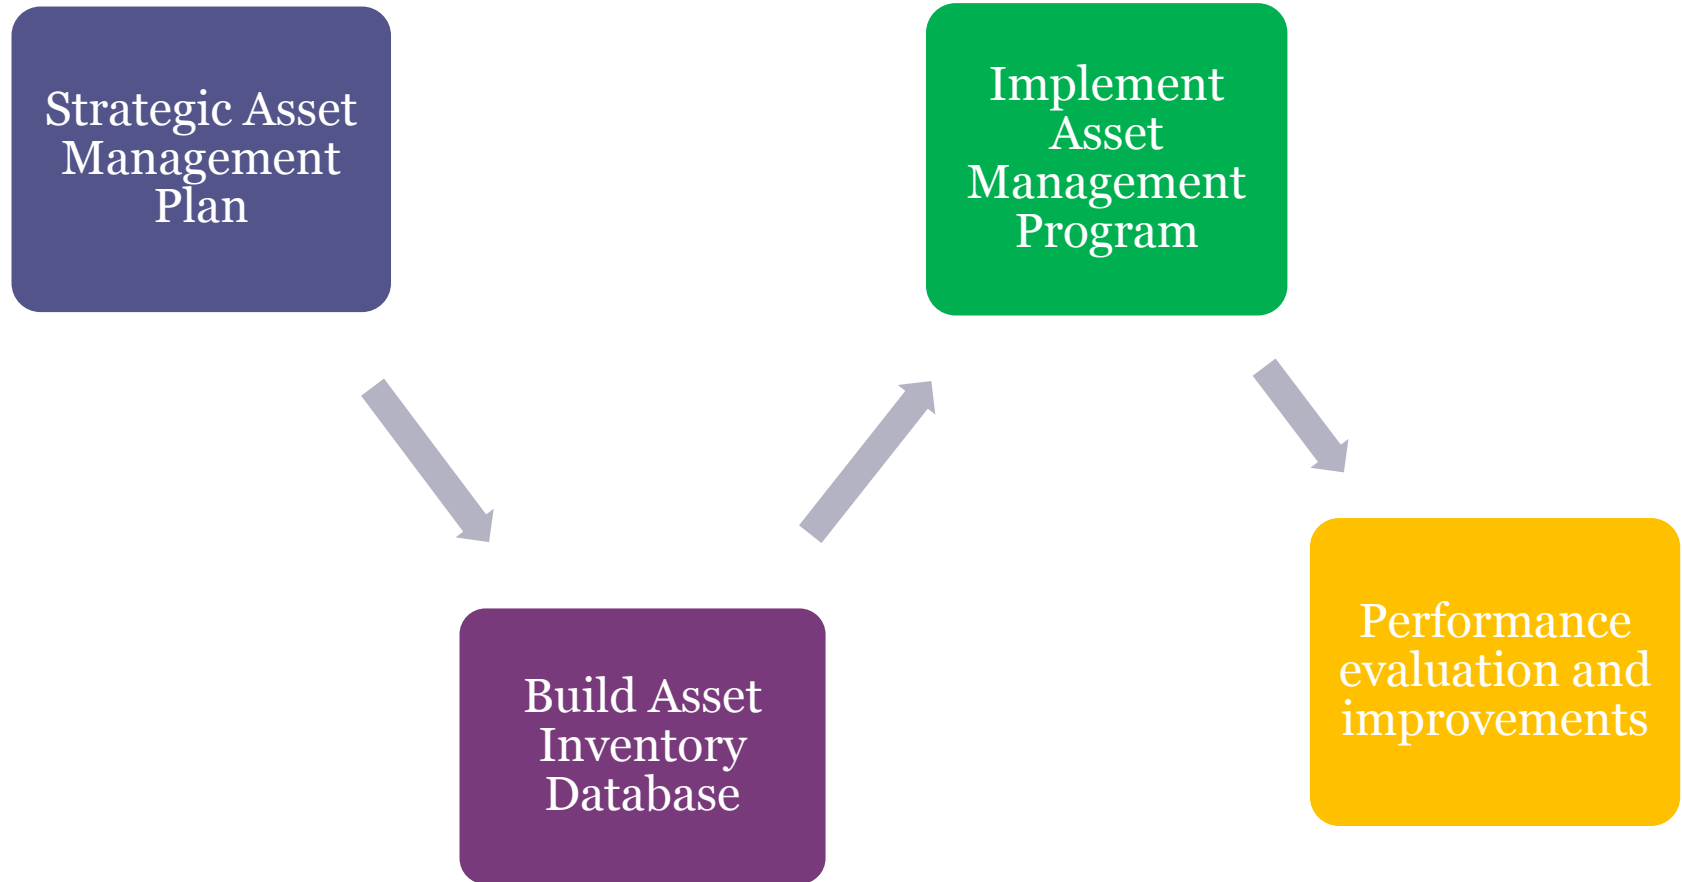 Strategic Asset
Management
Plan
Build Asset
Inventory
Database
Implement
Asset
Management
Program
Performance
evaluation and
improvements